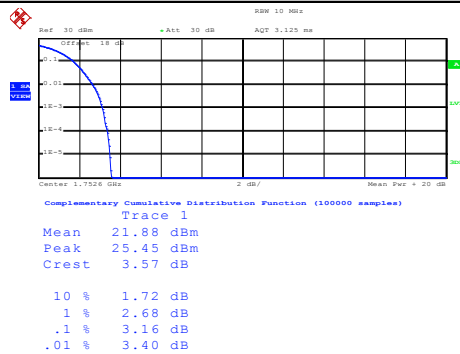 RBW 10 MHz
Ref 30 dBm * Att 30 dB AQT 3.125 ms
Offset 18 dB
A
0.1
1 SA
VIEW
0.01
1E-3
1E-4
1E-5
Center 1.7526 GHz 2 dB/ Mean Pwr + 20 dB
Complementary Cumulative Distribution Function (100000 samples)
Trace 1
Mean 21.88 dBm
Peak 25.45 dBm
Crest 3.57 dB
10 % 1.72 dB
1 % 2.68 dB
.1 % 3.16 dB
.01 % 3.40 dB